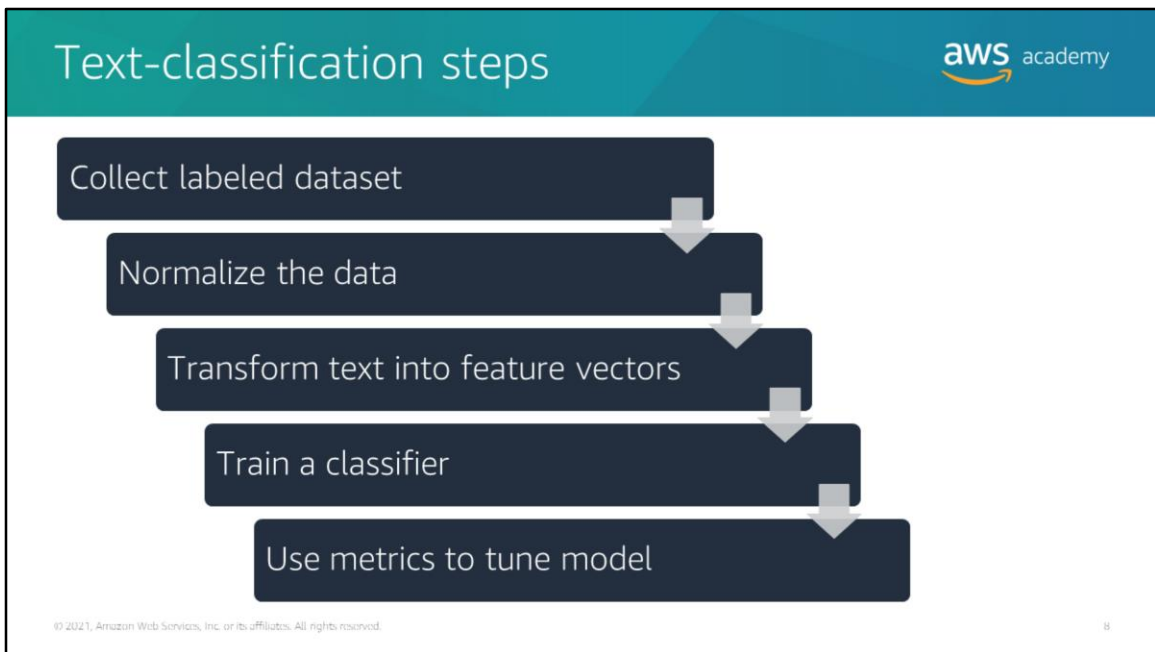 Text-classification steps
aws academy
Collect labeled dataset
Normalize the data
Transform text into feature vectors
Train a classifier
Use metrics to tune model
© 2021, Amazon Web Services, Inc. or its affiliates. All rights reserved.
8